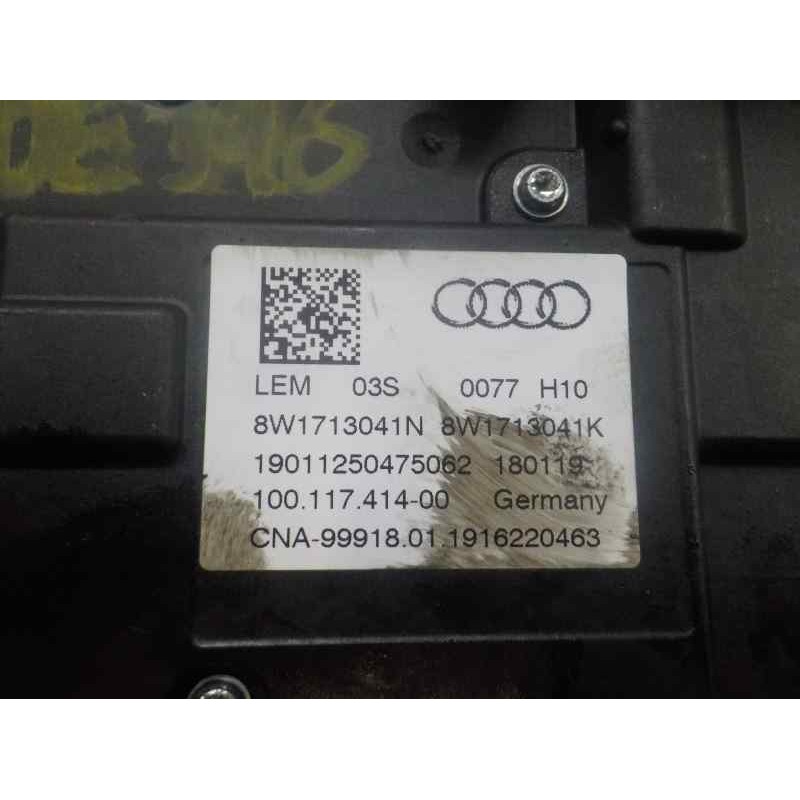 LEM 03S 0077 H10
8W1713041N 8W1713041K
19011250475062 180119
100.117.414-00 Germany
CNA-99918.01.1916220463